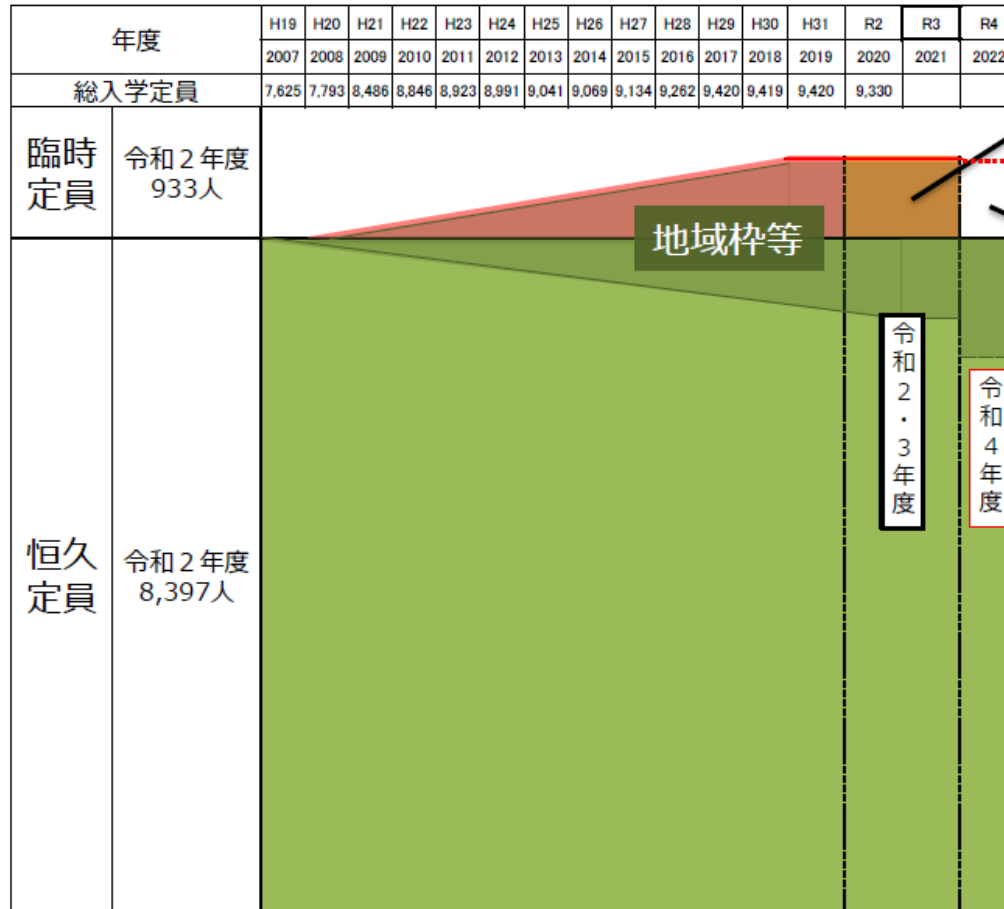 年度
H19 H20 H21 H22 H23 H24 H25 H26 H27 H28 H29 H30 H31 R2 R3 R4
2007 2008 2009 2010 2011 2012 2013 2014 2015 2016 2017 2018 2019 2020 2021 2022
総入学定員
7,625 7,793 8,486 8,846 8,923 8,991 9,041 9,069 9,134 9,262 9,420 9,419 9,420 9,330
臨時
定員
令和２年度
933人
地域枠等
令和２・３年度
令和４年度
恒久
定員
令和２年度
8,397人